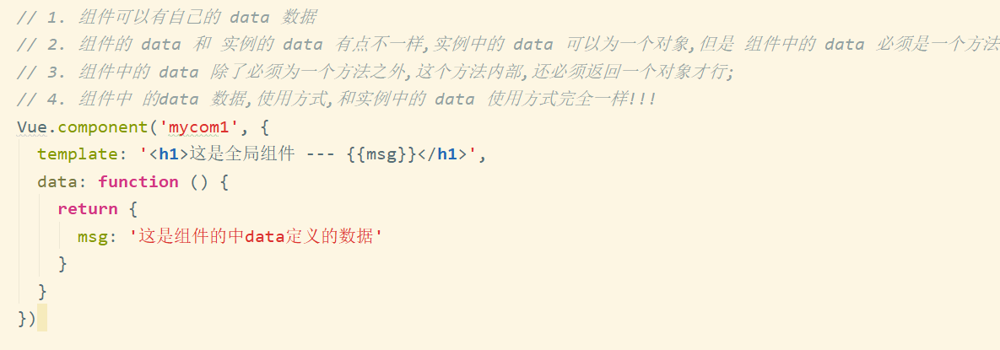 // 1. 组件可以有自己的 data 数据
// 2. 组件的 data 和 实例的 data 有点不一样,实例中的 data 可以为一个对象,但是 组件中的 data 必须是一个方法
// 3. 组件中的 data 除了必须为一个方法之外,这个方法内部,还必须返回一个对象才行;
// 4. 组件中 的data 数据,使用方式,和实例中的 data 使用方式完全一样!!!
Vue.component('mycom1', {
  template: '<h1>这是全局组件 --- {{msg}}</h1>',
  data: function () {
    return {
      msg: '这是组件的中data定义的数据'
    }
  }
})